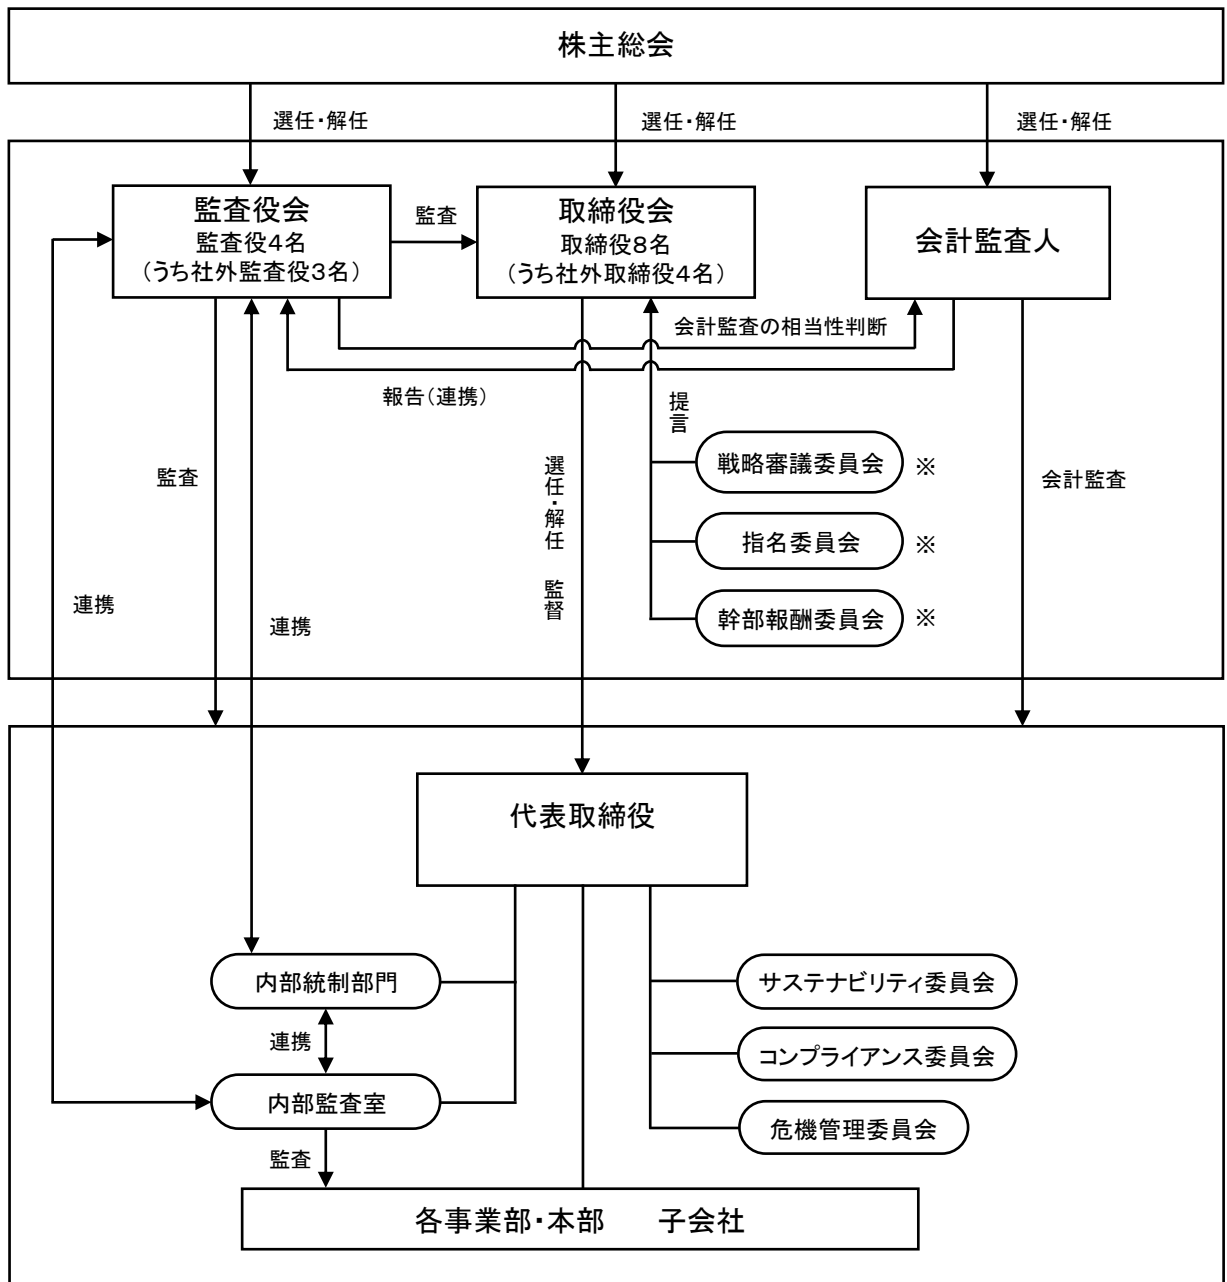 株主総会
選任・解任
選任・解任
選任・解任
監査役会
監査役4名
(うち社外監査役3名)
監査
取締役会
取締役8名
(うち社外取締役4名)
会計監査人
会計監査の相当性判断
報告(連携)
提言
戦略審議委員会 ※
指名委員会 ※
幹部報酬委員会 ※
監査
選任・解任 監督
会計監査
連携
連携
代表取締役
内部統制部門
連携
内部監査室
監査
サステナビリティ委員会
コンプライアンス委員会
危機管理委員会
各事業部・本部 子会社